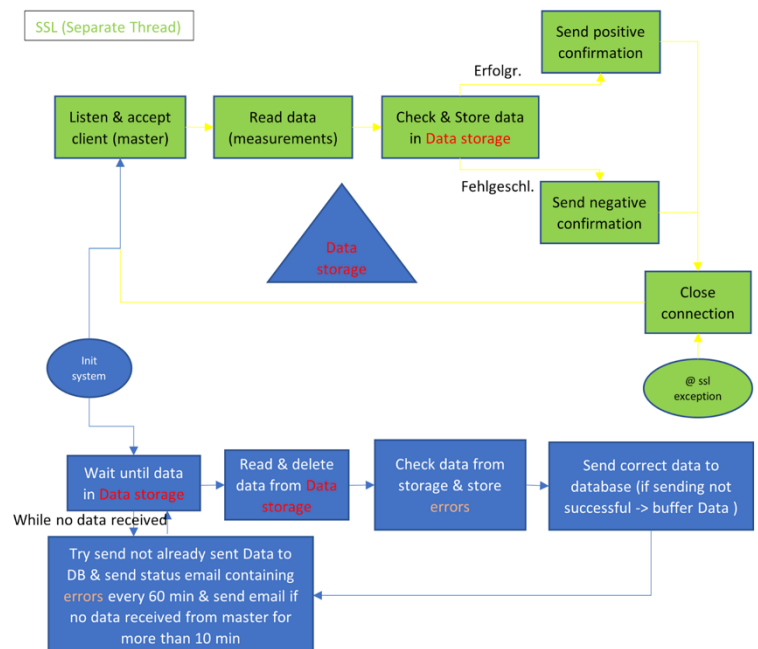 SSL (Separate Thread)
Send positive
confirmation
Erfolgr.
Listen & accept
client (master)
Read data
(measurements)
Check & Store data
in Data storage
Fehlgeschl.
Send negative
confirmation
Data
storage
Close
connection
Init
system
@ ssl
exception
Wait until data
in Data storage
Read & delete
data from Data
storage
Check data from
storage & store
errors
Send correct data to
database (if sending not
successful -> buffer Data )
While no data received
Try send not already sent Data to
DB & send status email containing
errors every 60 min & send email if
no data received from master for
more than 10 min